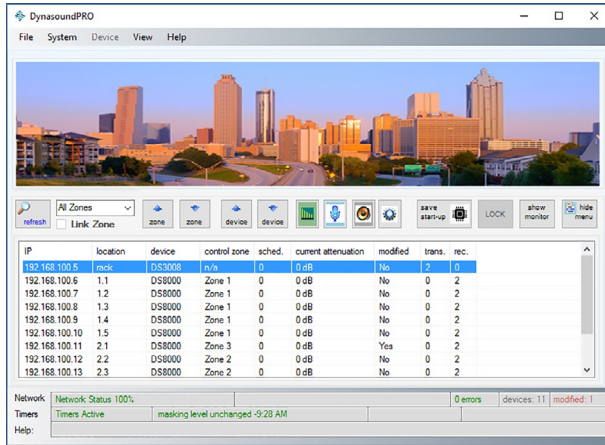 DynasoundPRO
File System Device View Help
refresh All Zones Link Zone zone zone device device save start-up LOCK show monitor hide menu
IP location device control zone sched. current attenuation modified trans. rec.
192.168.100.5 rack DS3008 n/a 0 0 dB No 2 0
192.168.100.6 1.1 DS8000 Zone 1 0 0 dB No 0 2
192.168.100.7 1.2 DS8000 Zone 1 0 0 dB No 0 2
192.168.100.8 1.3 DS8000 Zone 1 0 0 dB No 0 2
192.168.100.9 1.4 DS8000 Zone 1 0 0 dB No 0 2
192.168.100.10 1.5 DS8000 Zone 1 0 0 dB No 0 2
192.168.100.11 2.1 DS8000 Zone 3 0 0 dB Yes 0 2
192.168.100.12 2.2 DS8000 Zone 2 0 0 dB No 0 2
192.168.100.13 2.3 DS8000 Zone 2 0 0 dB No 0 2
Network Network Status 100% 0 errors devices: 11 modified: 1
Timers Timers Active masking level unchanged -9:28 AM
Help: